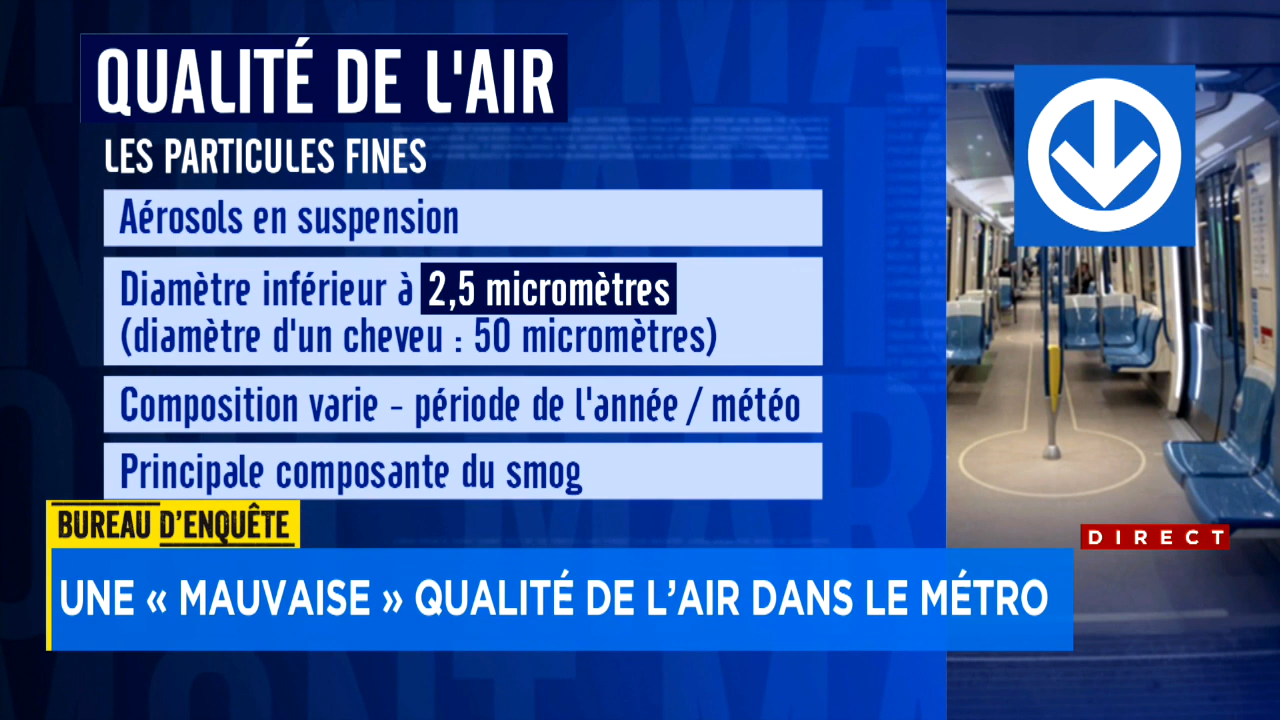 QUALITÉ DE L'AIR
LES PARTICULES FINES
Aérosols en suspension
Diamètre inférieur à 2,5 micromètres
(diamètre d'un cheveu : 50 micromètres)
Composition varie - période de l'année / météo
Principale composante du smog
BUREAU D'ENQUÊTE
DIRECT
UNE « MAUVAISE » QUALITÉ DE L’AIR DANS LE MÉTRO